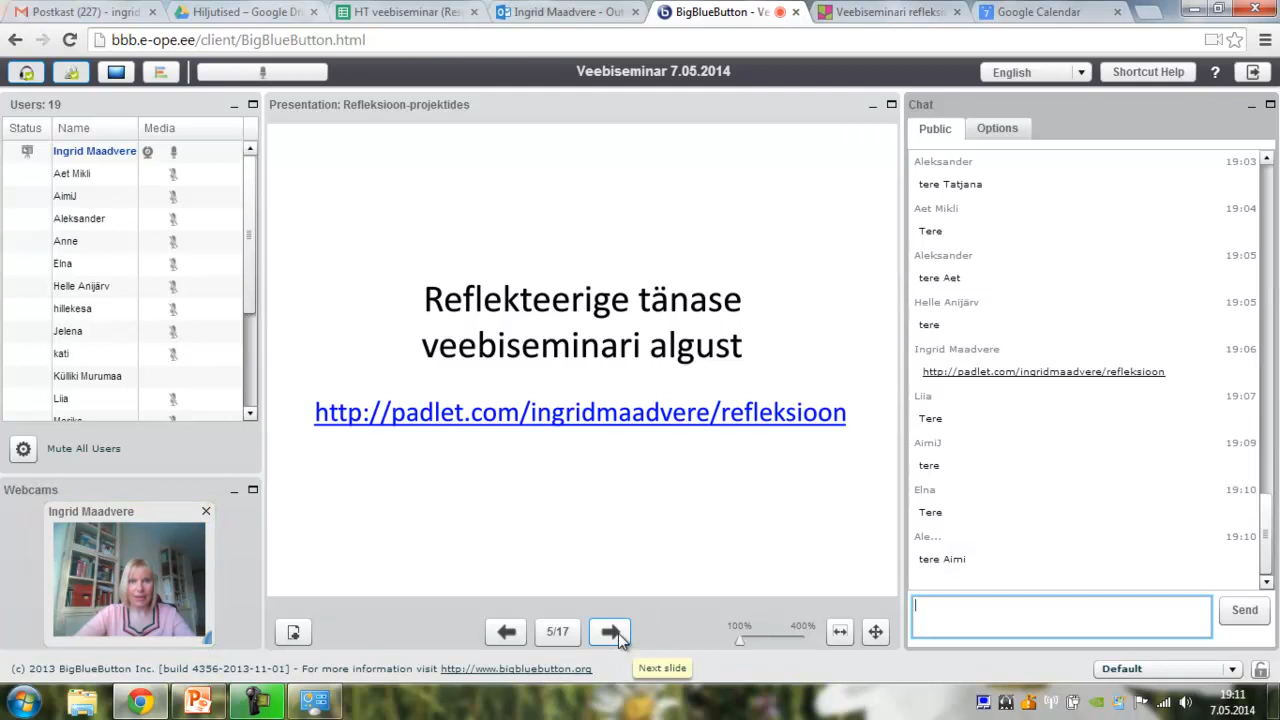 Postkast (227) - ingrid
Hiljutised – Google Dr
HT veebiseminar (Res
Ingrid Maadvere - Out
BigBlueButton - Ve
Veebiseminari refleks
Google Calendar
bbb.e-ope.ee/client/BigBlueButton.html
Veebiseminar 7.05.2014
English
Shortcut Help
?
Users: 19
Status Name Media
Ingrid Maadvere
Aet Mikli
AimiJ
Aleksander
Anne
Elna
Helle Anijärv
hillekesa
Jelena
kati
Külliki Murumaa
Liia
Marika
Mute All Users
Webcams
Ingrid Maadvere
Presentation: Refleksioon-projektides
Reflekteerige tänase
veebiseminari algust
http://padlet.com/ingridmaadvere/refleksioon
5/17
100% 400%
Next slide
Chat
Public Options
Aleksander 19:03
tere Tatjana
Aet Mikli 19:04
Tere
Aleksander 19:05
tere Aet
Helle Anijärv 19:05
tere
Ingrid Maadvere 19:06
http://padlet.com/ingridmaadvere/refleksioon
Liia 19:07
Tere
AimiJ 19:09
tere
Elna 19:10
Tere
Ale... 19:10
tere Aimi
Send
(c) 2013 BigBlueButton Inc. [build 4356-2013-11-01] - For more information visit http://www.bigbluebutton.org
Default
19:11
7.05.2014